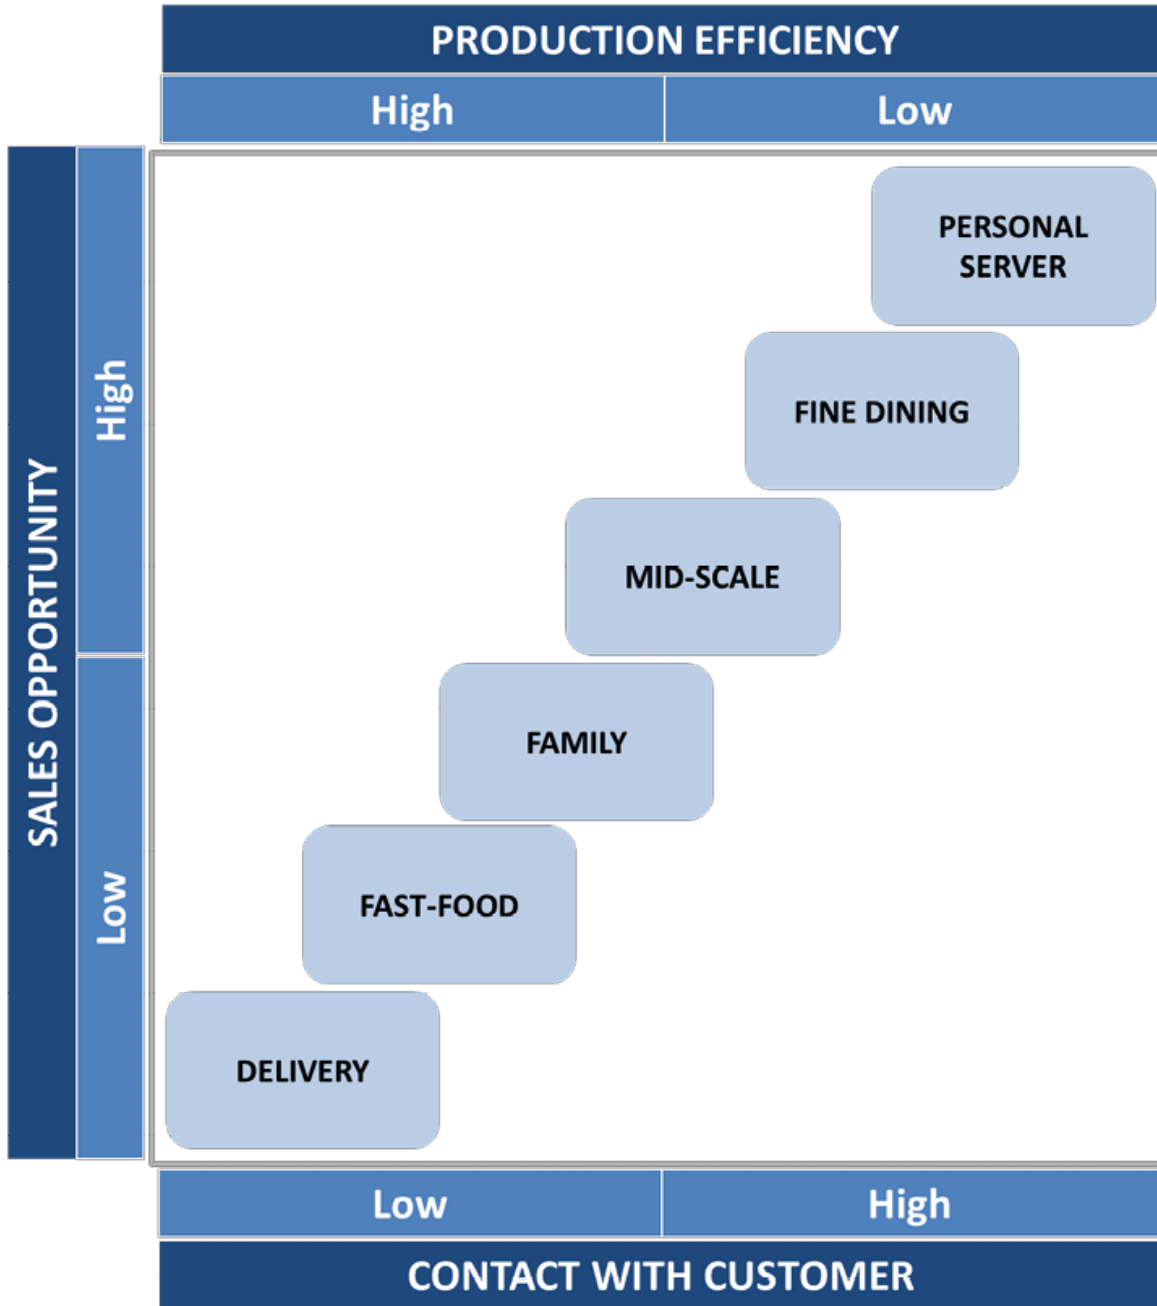 PRODUCTION EFFICIENCY
High
Low
SALES OPPORTUNITY
High
Low
PERSONAL
SERVER
FINE DINING
MID-SCALE
FAMILY
FAST-FOOD
DELIVERY
Low
High
CONTACT WITH CUSTOMER